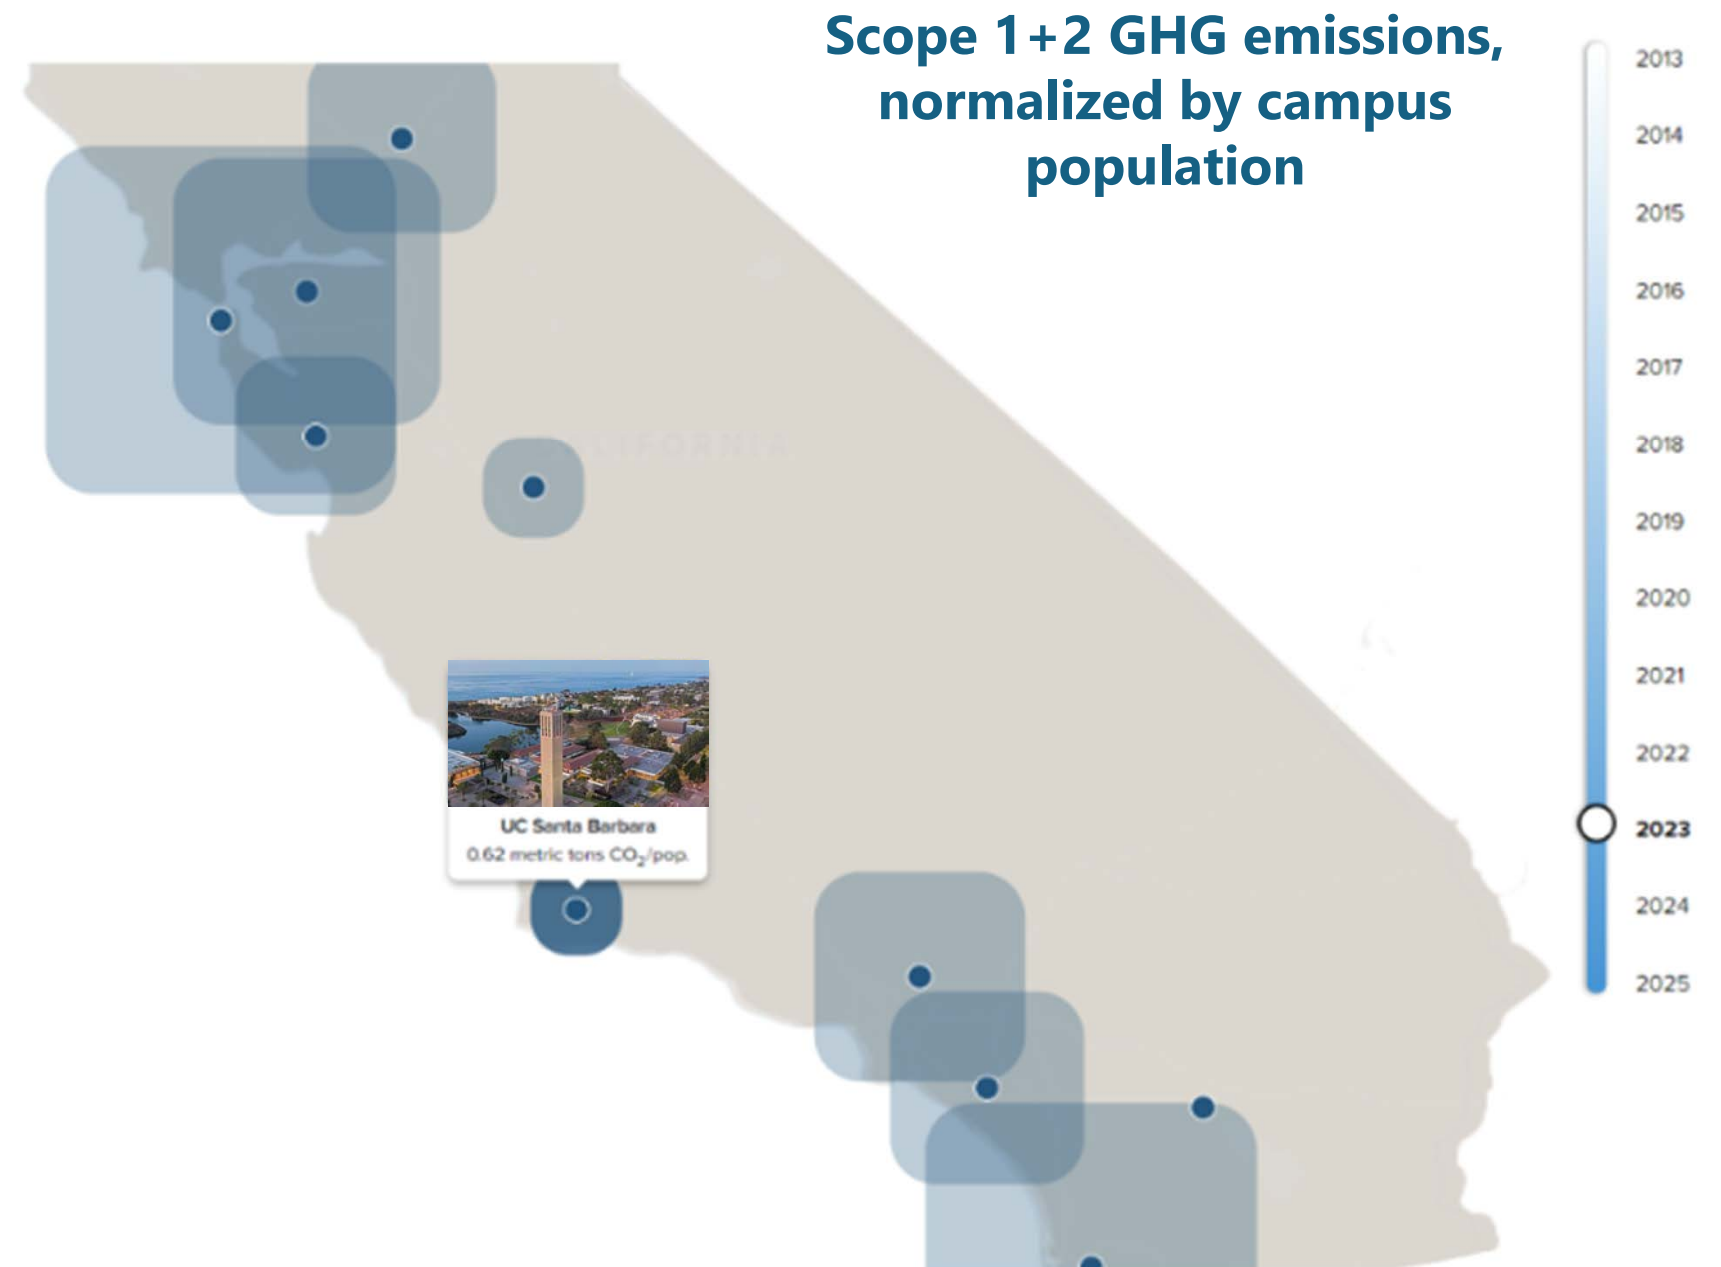 Scope 1+2 GHG emissions,
normalized by campus
population
2013
2014
2015
2016
2017
2018
2019
2020
2021
2022
2023
2024
2025
CALIFORNIA
UC Santa Barbara
0.62 metric tons CO₂/pop.